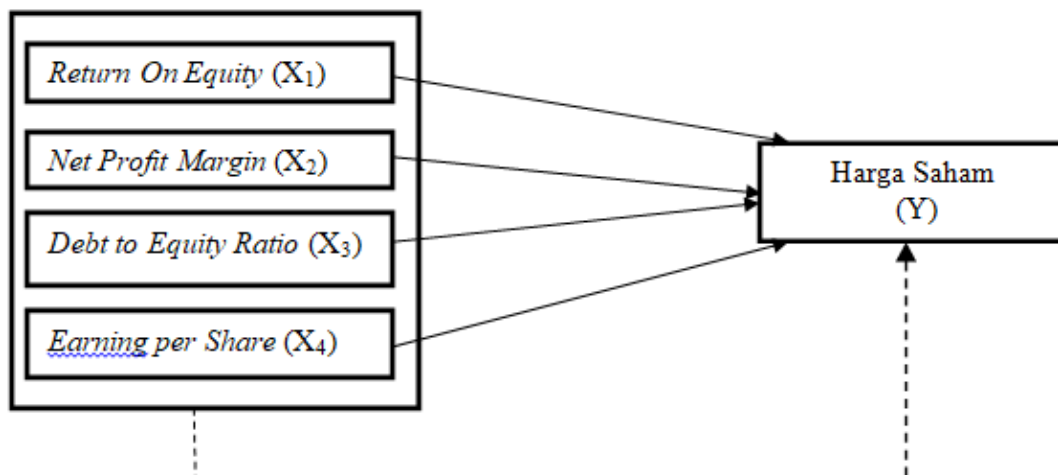 Return On Equity (X₁)
Net Profit Margin (X₂)
Debt to Equity Ratio (X₃)
Earning per Share (X₄)
Harga Saham
(Y)